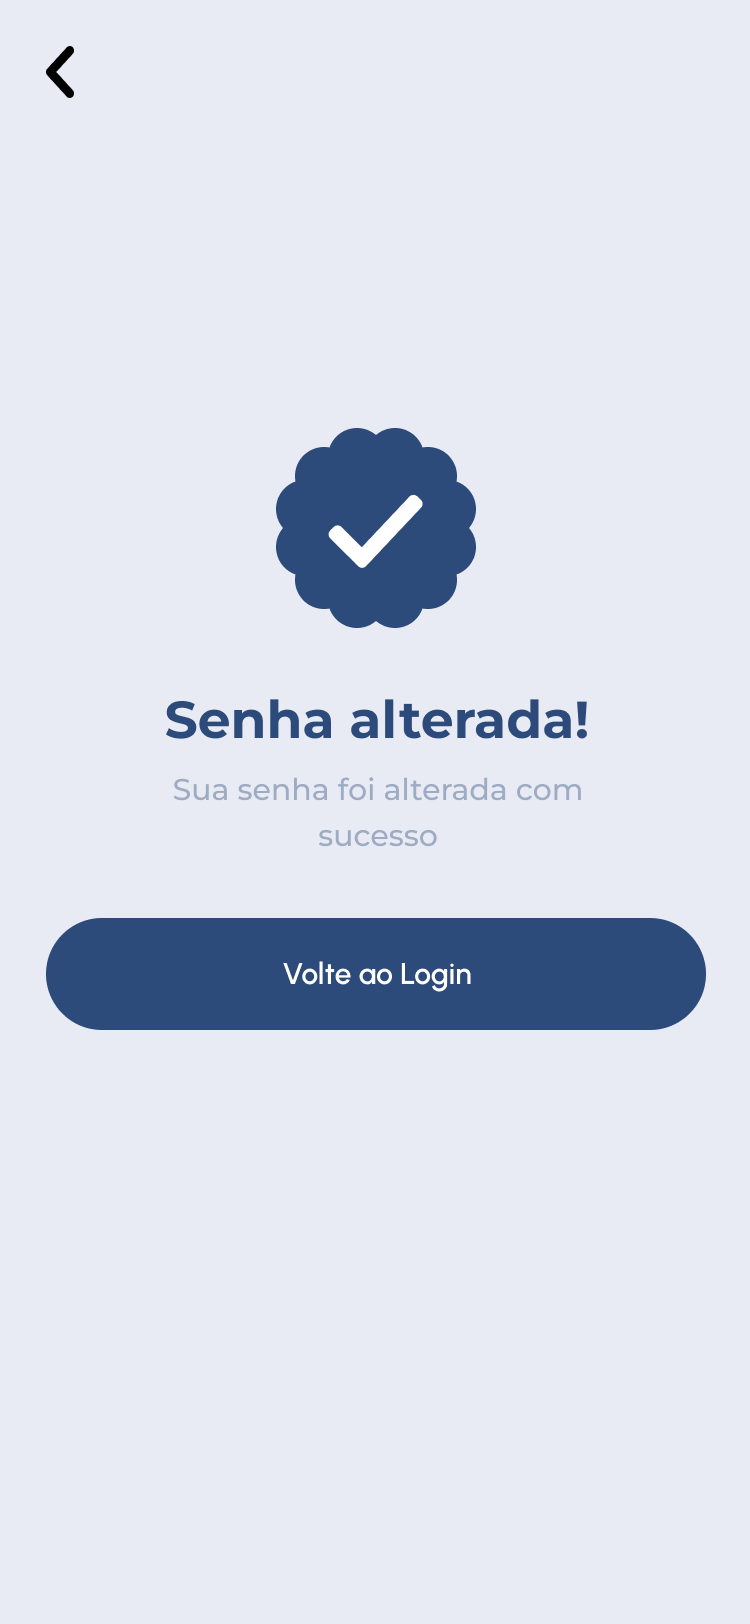 Senha alterada!
Sua senha foi alterada com
sucesso
Volte ao Login